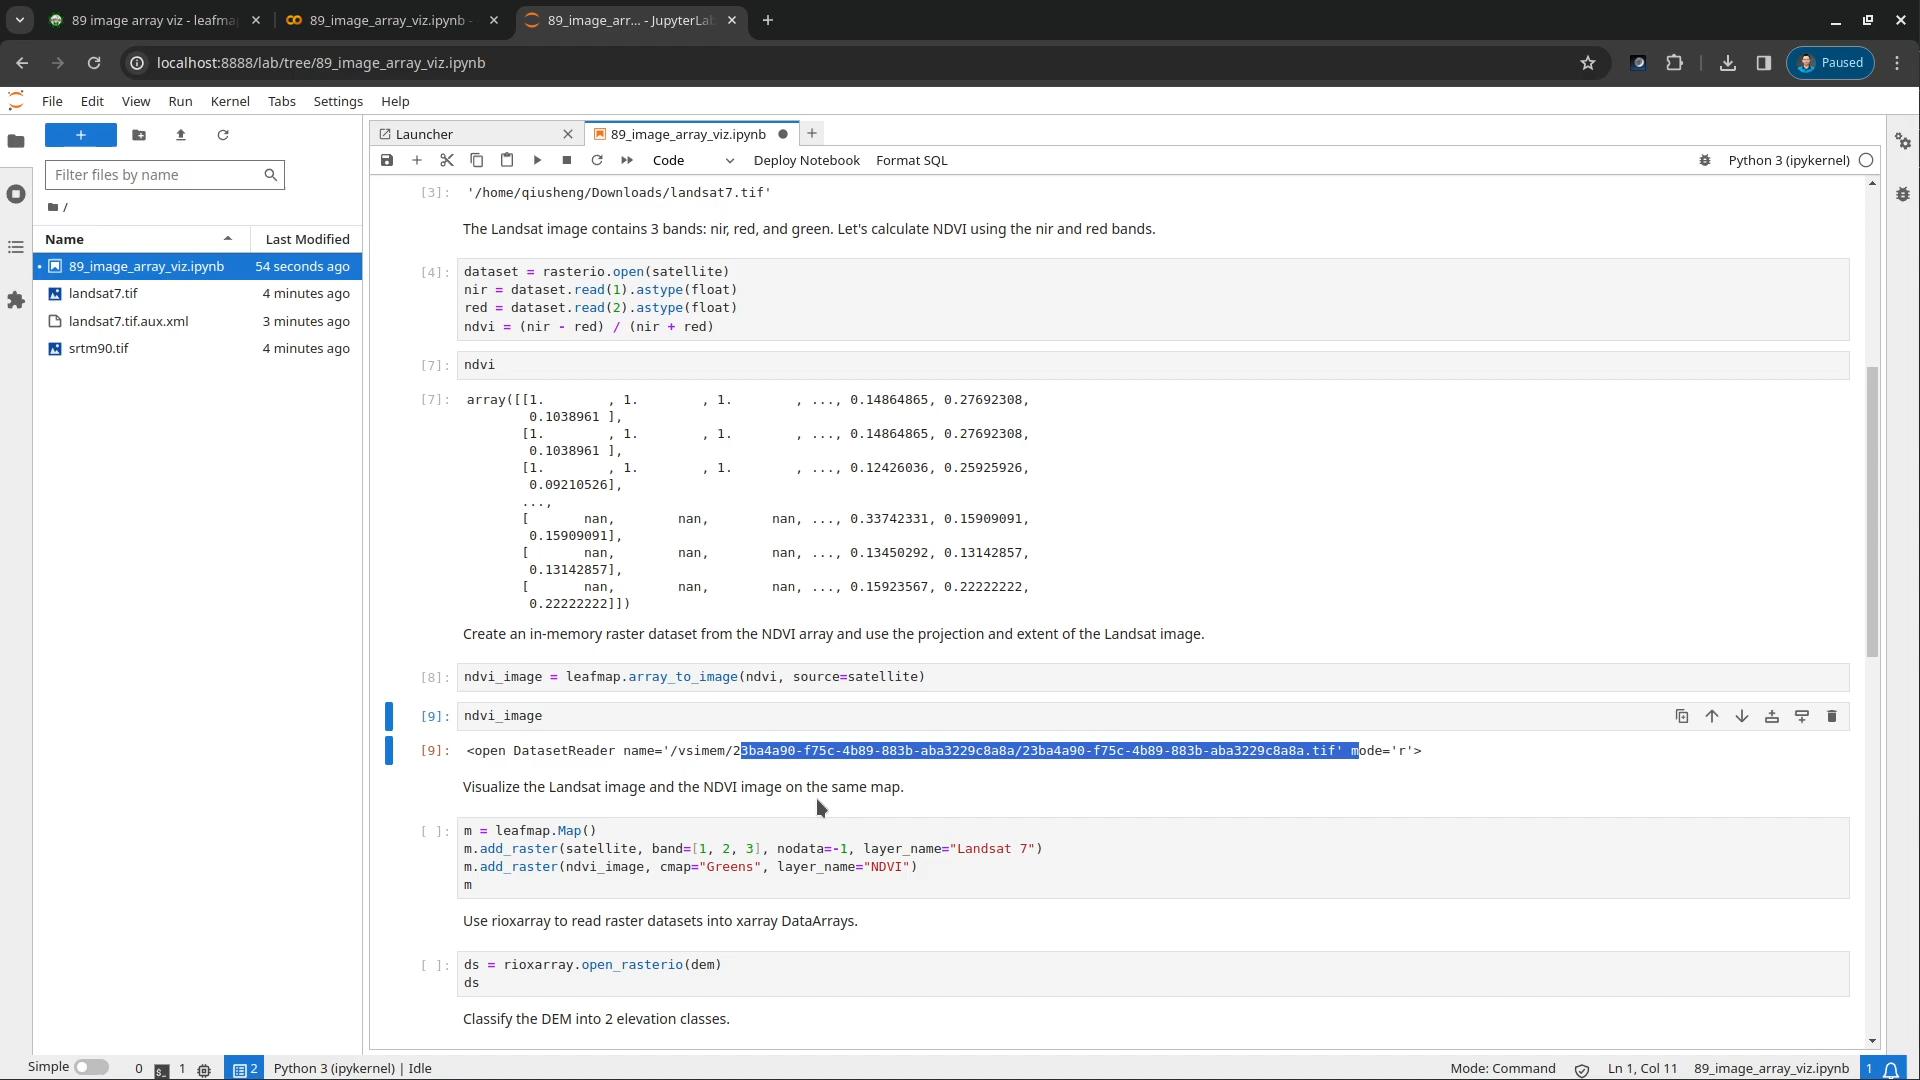 89 image array viz - leafma
89_image_array_viz.ipynb -
89_image_arr... - JupyterLab
localhost:8888/lab/tree/89_image_array_viz.ipynb
Paused
File Edit View Run Kernel Tabs Settings Help
Launcher
89_image_array_viz.ipynb
Code
Deploy Notebook
Format SQL
Python 3 (ipykernel)
Filter files by name
/
Name Last Modified
89_image_array_viz.ipynb 54 seconds ago
landsat7.tif 4 minutes ago
landsat7.tif.aux.xml 3 minutes ago
srtm90.tif 4 minutes ago
[3]: '/home/qiusheng/Downloads/landsat7.tif'
The Landsat image contains 3 bands: nir, red, and green. Let's calculate NDVI using the nir and red bands.
[4]: dataset = rasterio.open(satellite)
nir = dataset.read(1).astype(float)
red = dataset.read(2).astype(float)
ndvi = (nir - red) / (nir + red)
[7]: ndvi
[7]: array([[1. , 1. , 1. , ..., 0.14864865, 0.27692308,
0.1038961 ],
[1. , 1. , 1. , ..., 0.14864865, 0.27692308,
0.1038961 ],
[1. , 1. , 1. , ..., 0.12426036, 0.25925926,
0.09210526],
...,
[ nan, nan, nan, ..., 0.33742331, 0.15909091,
0.15909091],
[ nan, nan, nan, ..., 0.13450292, 0.13142857,
0.13142857],
[ nan, nan, nan, ..., 0.15923567, 0.22222222,
0.22222222]])
Create an in-memory raster dataset from the NDVI array and use the projection and extent of the Landsat image.
[8]: ndvi_image = leafmap.array_to_image(ndvi, source=satellite)
[9]: ndvi_image
[9]: <open DatasetReader name='/vsimem/23ba4a90-f75c-4b89-883b-aba3229c8a8a/23ba4a90-f75c-4b89-883b-aba3229c8a8a.tif' mode='r'>
Visualize the Landsat image and the NDVI image on the same map.
[ ]: m = leafmap.Map()
m.add_raster(satellite, band=[1, 2, 3], nodata=-1, layer_name="Landsat 7")
m.add_raster(ndvi_image, cmap="Greens", layer_name="NDVI")
m
Use rioxarray to read raster datasets into xarray DataArrays.
[ ]: ds = rioxarray.open_rasterio(dem)
ds
Classify the DEM into 2 elevation classes.
Simple 0 1 2 Python 3 (ipykernel) | Idle Mode: Command Ln 1, Col 11 89_image_array_viz.ipynb 1